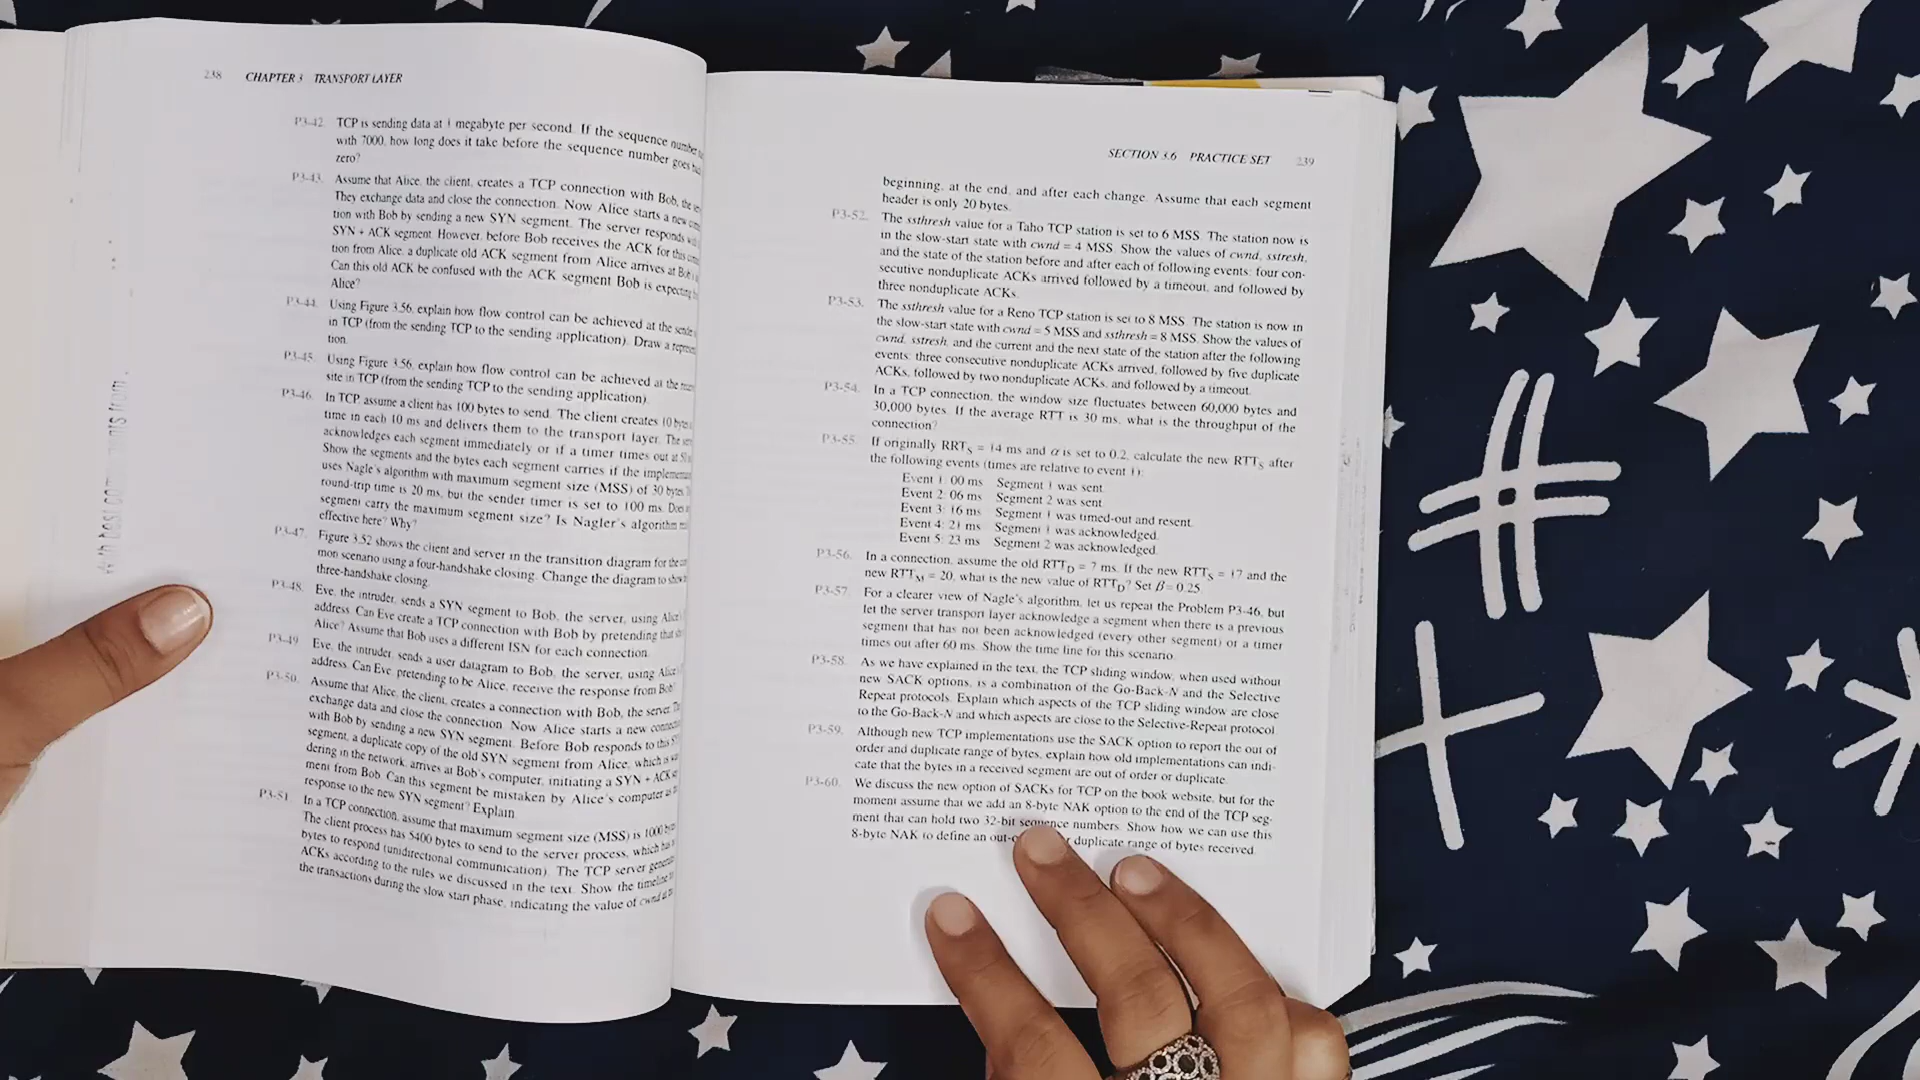 238 CHAPTER 3 TRANSPORT LAYER
P3-42. TCP is sending data at 1 megabyte per second. If the sequence number
with 7000, how long does it take before the sequence number goes
zero?
P3-43. Assume that Alice, the client, creates a TCP connection with Bob, the
They exchange data and close the connection. Now Alice starts a new
tion with Bob by sending a new SYN segment. The server responds
SYN + ACK segment. However, before Bob receives the ACK for this
tion from Alice, a duplicate old ACK segment from Alice arrives at
Can this old ACK be confused with the ACK segment Bob is expecting
Alice?
P3-44. Using Figure 3.56, explain how flow control can be achieved at the
in TCP (from the sending TCP to the sending application). Draw a
tion.
P3-45. Using Figure 3.56, explain how flow control can be achieved at the
site in TCP (from the sending TCP to the sending application).
P3-46. In TCP, assume a client has 100 bytes to send. The client creates 10 bytes
time in each 10 ms and delivers them to the transport layer. The
acknowledges each segment immediately or if a timer times out at
Show the segments and the bytes each segment carries if the
uses Nagle's algorithm with maximum segment size (MSS) of 30 bytes.
round-trip time is 20 ms, but the sender timer is set to 100 ms. Does
segment carry the maximum segment size? Is Nagler's algorithm
effective here? Why?
P3-47. Figure 3.52 shows the client and server in the transition diagram for the
mon scenario using a four-handshake closing. Change the diagram to show
three-handshake closing.
P3-48. Eve, the intruder, sends a SYN segment to Bob, the server, using
address. Can Eve create a TCP connection with Bob by pretending that
Alice? Assume that Bob uses a different ISN for each connection.
P3-49 Eve, the intruder, sends a user datagram to Bob, the server, using
address. Can Eve, pretending to be Alice, receive the response from Bob?
P3-50. Assume that Alice, the client, creates a connection with Bob, the server.
exchange data and close the connection. Now Alice starts a new
with Bob by sending a new SYN segment. Before Bob responds to this
segment, a duplicate copy of the old SYN segment from Alice, which is
dering in the network, arrives at Bob's computer, initiating a SYN + ACK
ment from Bob. Can this segment be mistaken by Alice's computer as
response to the new SYN segment? Explain
P3-51. In a TCP connection, assume that maximum segment size (MSS) is 1000
The client process has 5400 bytes to send to the server process, which
bytes to respond (unidirectional communication). The TCP server
ACKs according to the rules we discussed in the text. Show the timeline
the transactions during the slow start phase, indicating the value of cwnd
SECTION 3.6 PRACTICE SET 239
beginning, at the end, and after each change. Assume that each segment
header is only 20 bytes.
P3-52. The ssthresh value for a Taho TCP station is set to 6 MSS. The station now is
in the slow-start state with cwnd = 4 MSS. Show the values of cwnd, sstresh,
and the state of the station before and after each of following events: four con-
secutive nonduplicate ACKs arrived followed by a timeout, and followed by
three nonduplicate ACKs.
P3-53. The ssthresh value for a Reno TCP station is set to 8 MSS. The station is now in
the slow-start state with cwnd = 5 MSS and ssthresh = 8 MSS. Show the values of
cwnd, sstresh, and the current and the next state of the station after the following
events: three consecutive nonduplicate ACKs arrived, followed by five duplicate
ACKs, followed by two nonduplicate ACKs, and followed by a timeout.
P3-54. In a TCP connection, the window size fluctuates between 60,000 bytes and
30,000 bytes. If the average RTT is 30 ms, what is the throughput of the
connection?
P3-55. If originally RRTS = 14 ms and α is set to 0.2, calculate the new RTTS after
the following events (times are relative to event 1):
Event 1: 00 ms Segment 1 was sent.
Event 2: 06 ms Segment 2 was sent.
Event 3: 16 ms Segment 1 was timed-out and resent.
Event 4: 21 ms Segment 1 was acknowledged.
Event 5: 23 ms Segment 2 was acknowledged.
P3-56. In a connection, assume the old RTTD = 7 ms. If the new RTTS = 17 and the
new RTTM = 20, what is the new value of RTTD? Set β = 0.25
P3-57. For a clearer view of Nagle's algorithm, let us repeat the Problem P3-46, but
let the server transport layer acknowledge a segment when there is a previous
segment that has not been acknowledged (every other segment) or a timer
times out after 60 ms. Show the time line for this scenario.
P3-58. As we have explained in the text, the TCP sliding window, when used without
new SACK options, is a combination of the Go-Back-N and the Selective
Repeat protocols. Explain which aspects of the TCP sliding window are close
to the Go-Back-N and which aspects are close to the Selective-Repeat protocol.
P3-59. Although new TCP implementations use the SACK option to report the out of
order and duplicate range of bytes, explain how old implementations can indi-
cate that the bytes in a received segment are out of order or duplicate.
P3-60. We discuss the new option of SACKs for TCP on the book website, but for the
moment assume that we add an 8-byte NAK option to the end of the TCP seg-
ment that can hold two 32-bit sequence numbers. Show how we can use this
8-byte NAK to define an duplicate range of bytes received.